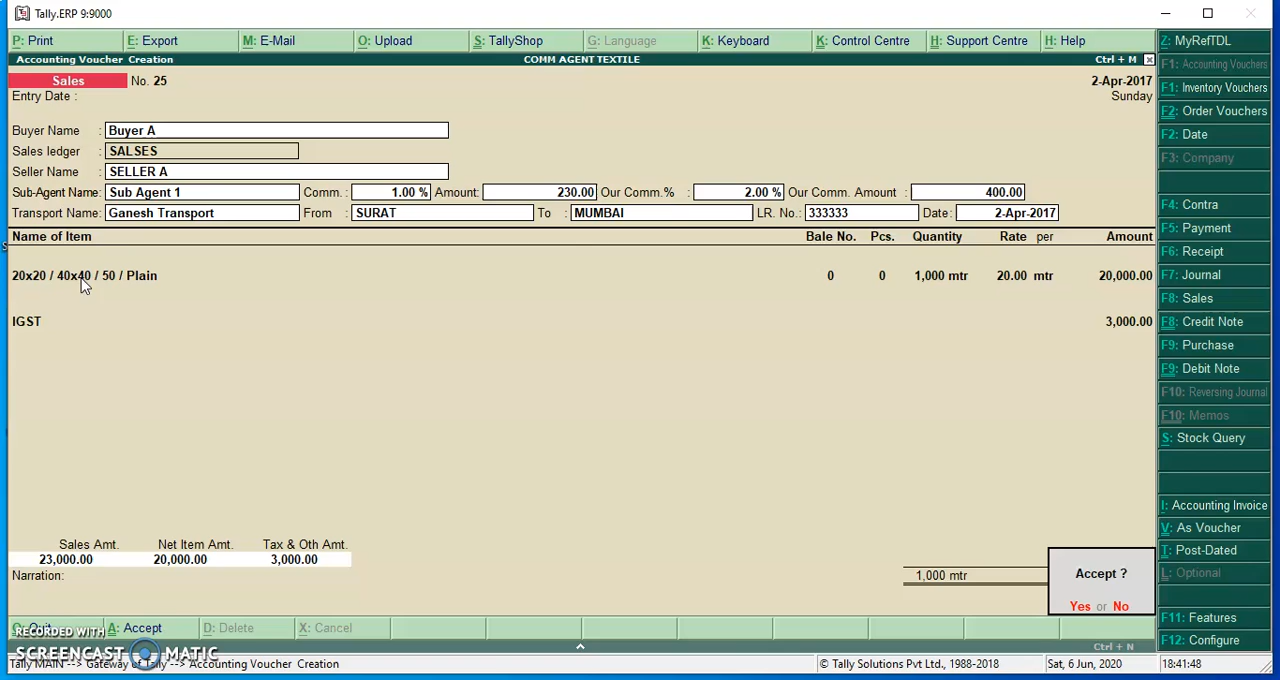 Tally.ERP 9:9000
P: Print E: Export M: E-Mail O: Upload S: TallyShop G: Language K: Keyboard K: Control Centre H: Support Centre H: Help
Accounting Voucher Creation COMM AGENT TEXTILE Ctrl + M
Sales No. 25 2-Apr-2017
Entry Date : Sunday
Buyer Name : Buyer A
Sales ledger : SALSES
Seller Name : SELLER A
Sub-Agent Name: Sub Agent 1 Comm. : 1.00 % Amount: 230.00 Our Comm.% : 2.00 % Our Comm. Amount : 400.00
Transport Name: Ganesh Transport From : SURAT To : MUMBAI LR. No.: 333333 Date: 2-Apr-2017
Name of Item Bale No. Pcs. Quantity Rate per Amount
20x20 / 40x40 / 50 / Plain 0 0 1,000 mtr 20.00 mtr 20,000.00
IGST 3,000.00
Sales Amt. Net Item Amt. Tax & Oth Amt.
23,000.00 20,000.00 3,000.00
Narration: 1,000 mtr
Accept ?
Yes or No
Z: MyRefTDL
F1: Accounting Vouchers
F1: Inventory Vouchers
F2: Order Vouchers
F2: Date
F3: Company
F4: Contra
F5: Payment
F6: Receipt
F7: Journal
F8: Sales
F8: Credit Note
F9: Purchase
F9: Debit Note
F10: Reversing Journal
F10: Memos
S: Stock Query
I: Accounting Invoice
V: As Voucher
T: Post-Dated
L: Optional
F11: Features
F12: Configure
Q: Quit A: Accept D: Delete X: Cancel
RECORDED WITH
SCREENCAST MATIC
Ctrl + N
Tally MAIN --> Gateway of Tally --> Accounting Voucher Creation © Tally Solutions Pvt Ltd., 1988-2018 Sat, 6 Jun, 2020 18:41:48